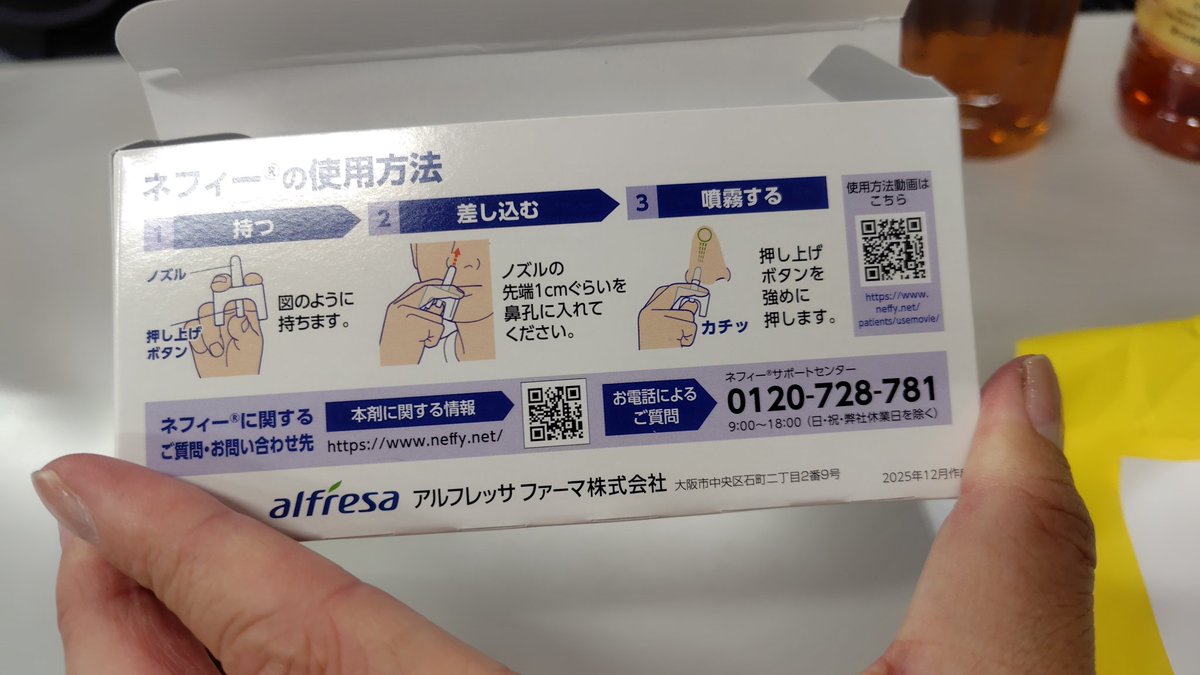 ネフィー®の使用方法
1 持つ
ノズル
押し上げ
ボタン
図のように
持ちます。
2 差し込む
ノズルの
先端1cmぐらいを
鼻孔に入れて
ください。
3 噴霧する
カチッ
押し上げ
ボタンを
強めに
押します。
使用方法動画は
こちら
https://www.
neffy.net/
patients/usemovie/
ネフィー®に関する
ご質問・お問い合わせ先
本剤に関する情報
https://www.neffy.net/
お電話による
ご質問
ネフィー®サポートセンター
0120-728-781
9:00〜18:00(日・祝・弊社休業日を除く)
alfresa アルフレッサ ファーマ株式会社 大阪市中央区石町二丁目2番9号
2025年12月作